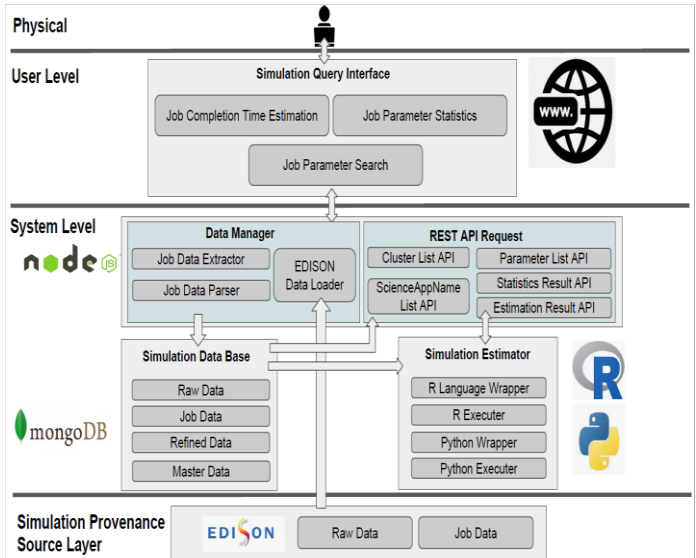 Physical
User Level
Simulation Query Interface
Job Completion Time Estimation
Job Parameter Statistics
Job Parameter Search
WWW.
System Level
node
JS
Data Manager
Job Data Extractor
Job Data Parser
EDISON
Data Loader
REST API Request
Cluster List API
ScienceAppName
List API
Parameter List API
Statistics Result API
Estimation Result API
Simulation Data Base
Raw Data
Job Data
Refined Data
Master Data
Simulation Estimator
R Language Wrapper
R Executer
Python Wrapper
Python Executer
R
mongoDB
Simulation Provenance
Source Layer
EDISON
Raw Data
Job Data